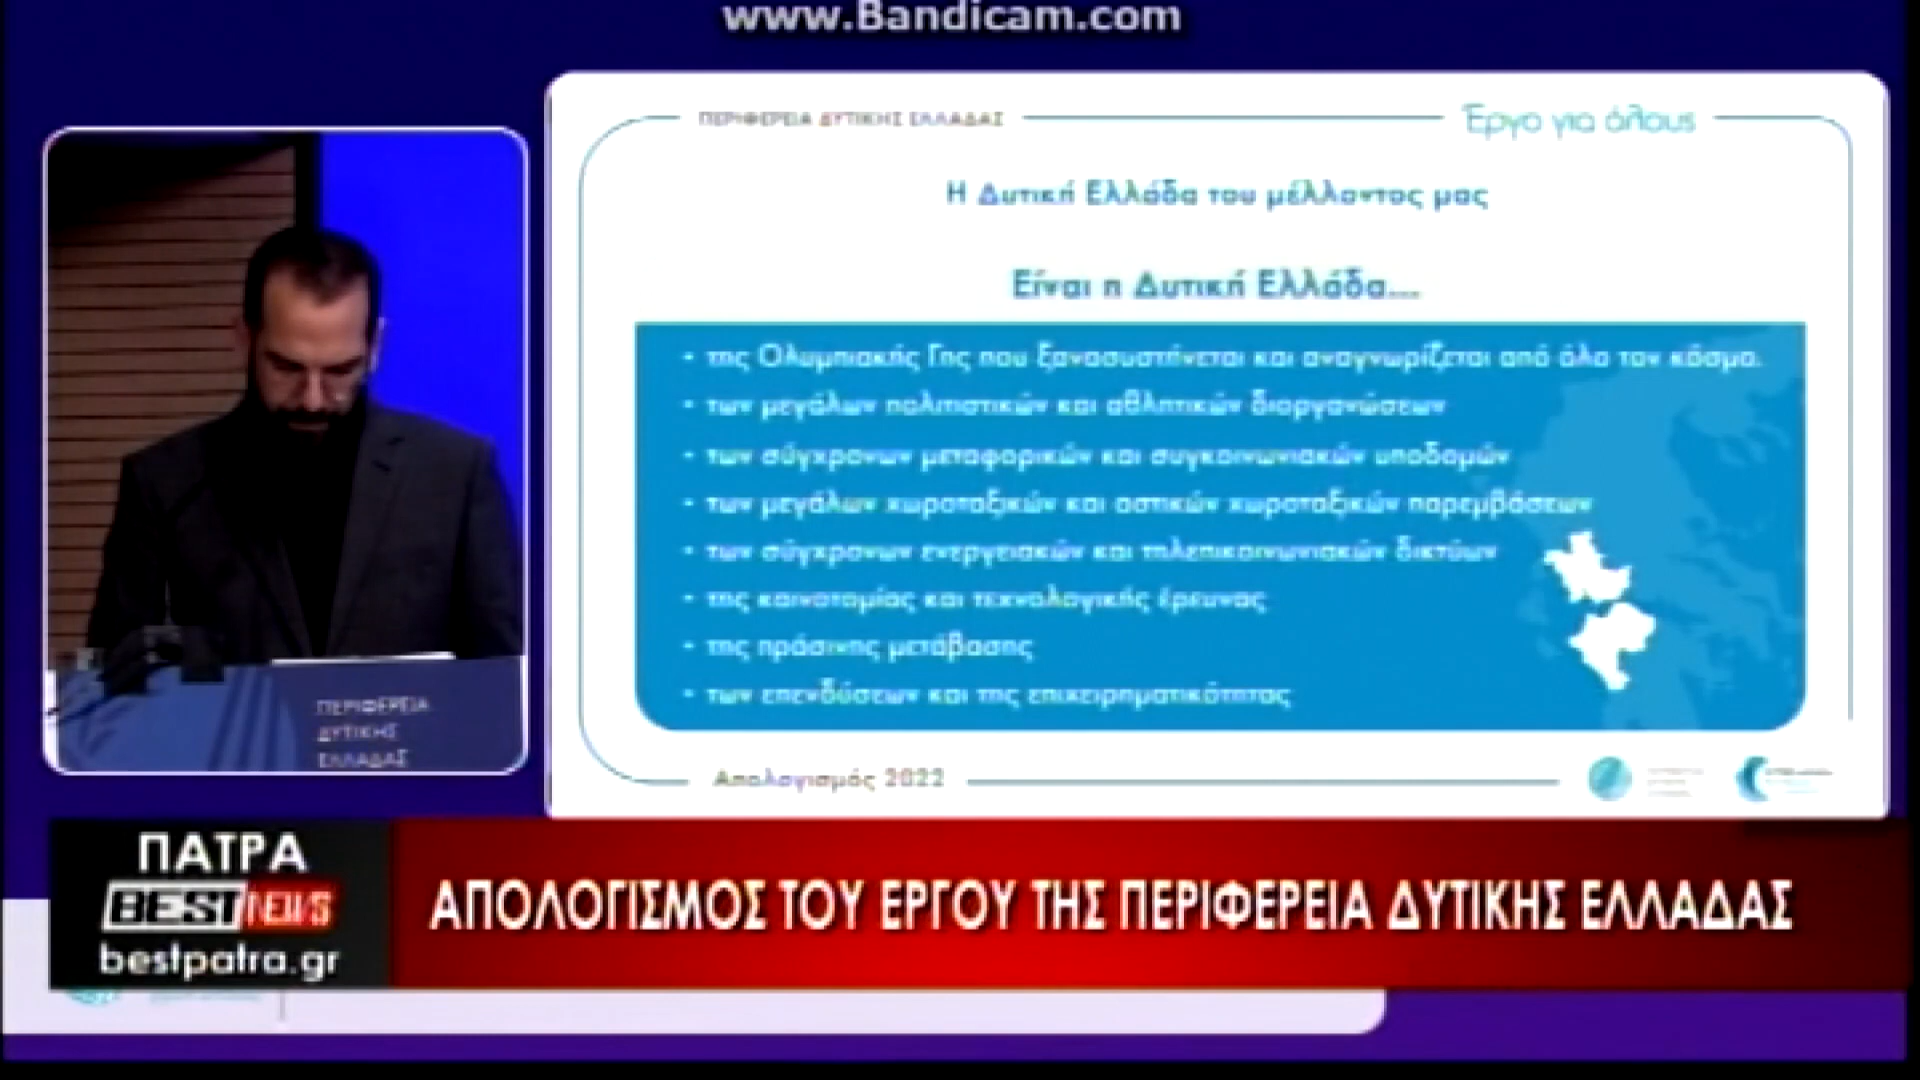 www.Bandicam.com
ΠΕΡΙΦΕΡΕΙΑ ΔΥΤΙΚΗΣ ΕΛΛΑΔΑΣ
Έργο για όλους
Η Δυτική Ελλάδα του μέλλοντος μας
Είναι η Δυτική Ελλάδα...
- της Ολυμπιακής Γης που ξανασυστήνεται και αναγνωρίζεται από όλο τον κόσμο.
- των μεγάλων πολιτιστικών και αθλητικών διοργανώσεων
- των σύγχρονων μεταφορικών και συγκοινωνιακών υποδομών
- των μεγάλων χωροταξικών και αστικών χωροταξικών παρεμβάσεων
- των σύγχρονων ενεργειακών και τηλεπικοινωνιακών δικτύων
- της καινοτομίας και τεχνολογικής έρευνας
- της πράσινης μετάβασης
- των επενδύσεων και της επιχειρηματικότητας
Απολογισμός 2022
ΠΕΡΙΦΕΡΕΙΑ
ΔΥΤΙΚΗΣ
ΕΛΛΑΔΑΣ
ΠΑΤΡΑ
BEST NEWS
bestpatra.gr
ΑΠΟΛΟΓΙΣΜΟΣ ΤΟΥ ΕΡΓΟΥ ΤΗΣ ΠΕΡΙΦΕΡΕΙΑ ΔΥΤΙΚΗΣ ΕΛΛΑΔΑΣ